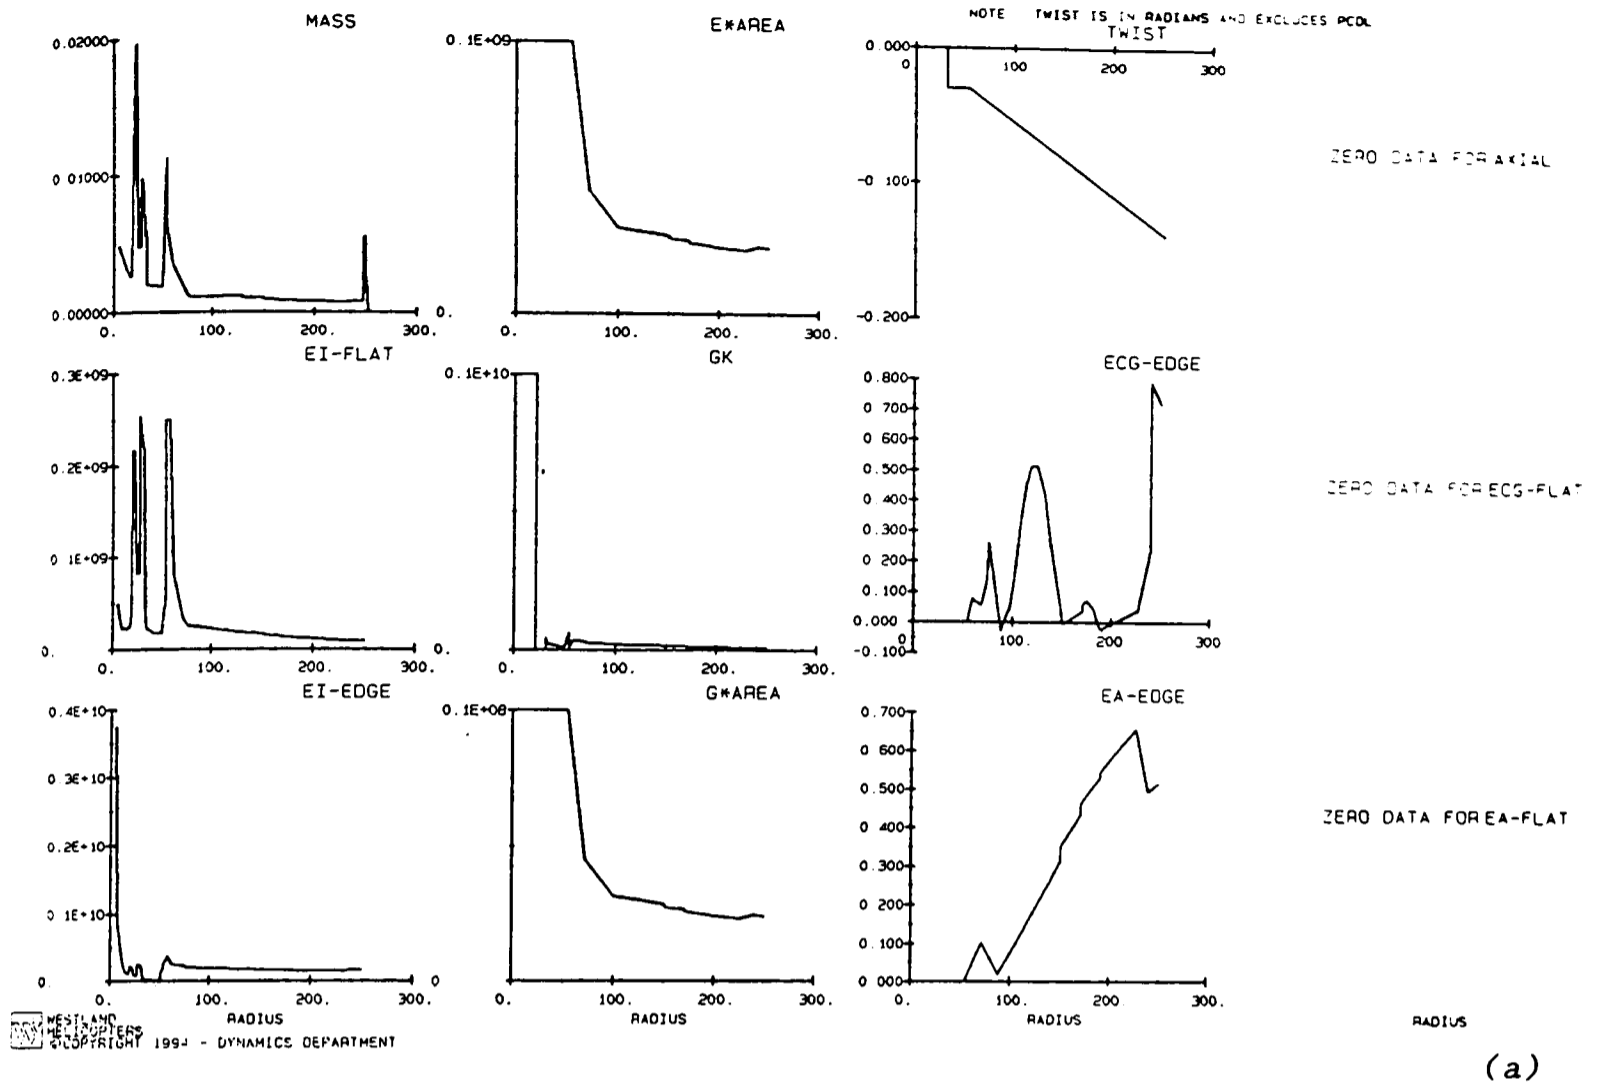 NOTE TWIST IS IN RADIANS AND EXCLUDES PCDL
MASS
E*AREA
TWIST
0.02000
0 01000
0.00000
0. 100. 200. 300.
0.1E+09
0.
0. 100. 200. 300.
0.000
-0 100
-0.200
0 100 200 300
ZERO DATA FOR AXIAL
EI-FLAT
GK
ECG-EDGE
0.3E+09
0.2E+09
0 1E+09
0.
0. 100. 200. 300.
0.1E+10
0.
0. 100. 200. 300.
0.800
0 700
0 600
0.500
0 400
0.300
0 200
0.100
0.000
-0.100
0 100. 200 300
ZERO DATA FOR ECG-FLAT
EI-EDGE
G*AREA
EA-EDGE
0.4E+10
0 3E+10
0.2E+10
0 1E+10
0.
0. 100. 200. 300.
0.1E+08
0
0. 100. 200. 300.
0.700
0 600
0.500
0 400
0.300
0 200
0.100
0 000
0. 100. 200. 300.
ZERO DATA FOR EA-FLAT
RADIUS
RADIUS
RADIUS
RADIUS
WESTLAND
HELICOPTERS
©COPYRIGHT - DYNAMICS DEPARTMENT
(a)